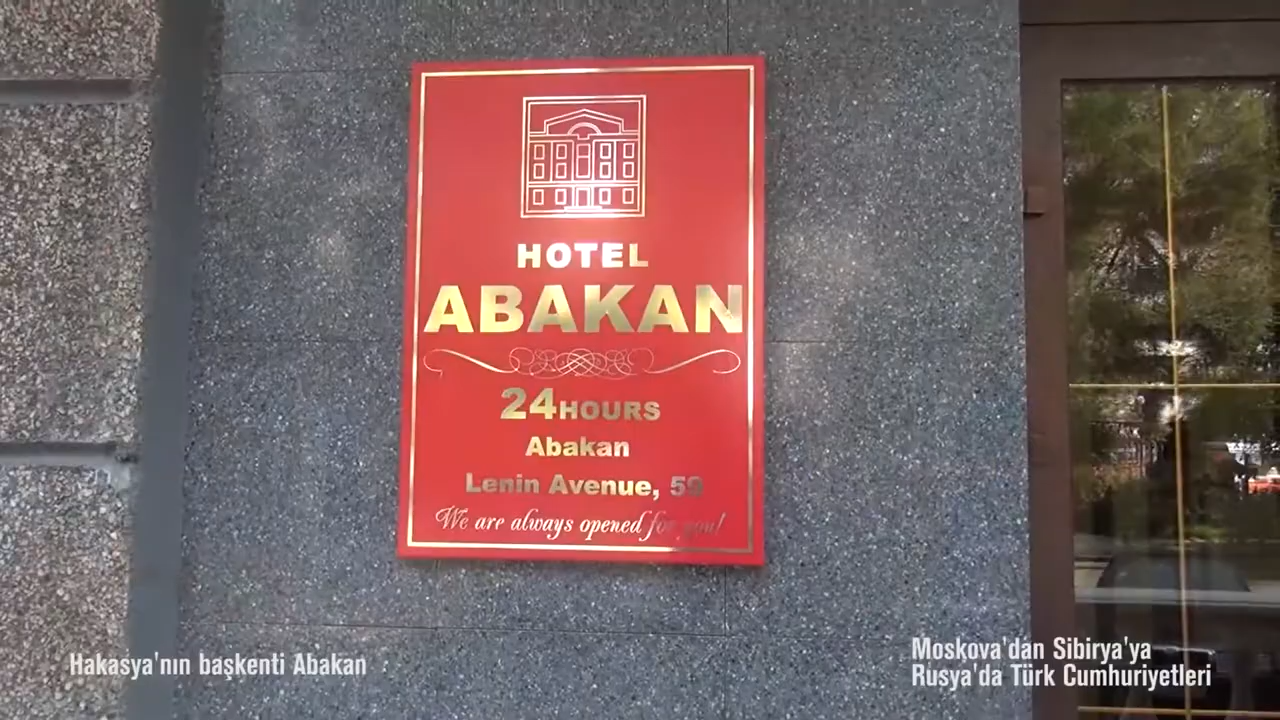 HOTEL
ABAKAN
24HOURS
Abakan
Lenin Avenue, 59
We are always opened for you!
Hakasya'nın başkenti Abakan
Moskova'dan Sibirya'ya
Rusya'da Türk Cumhuriyetleri